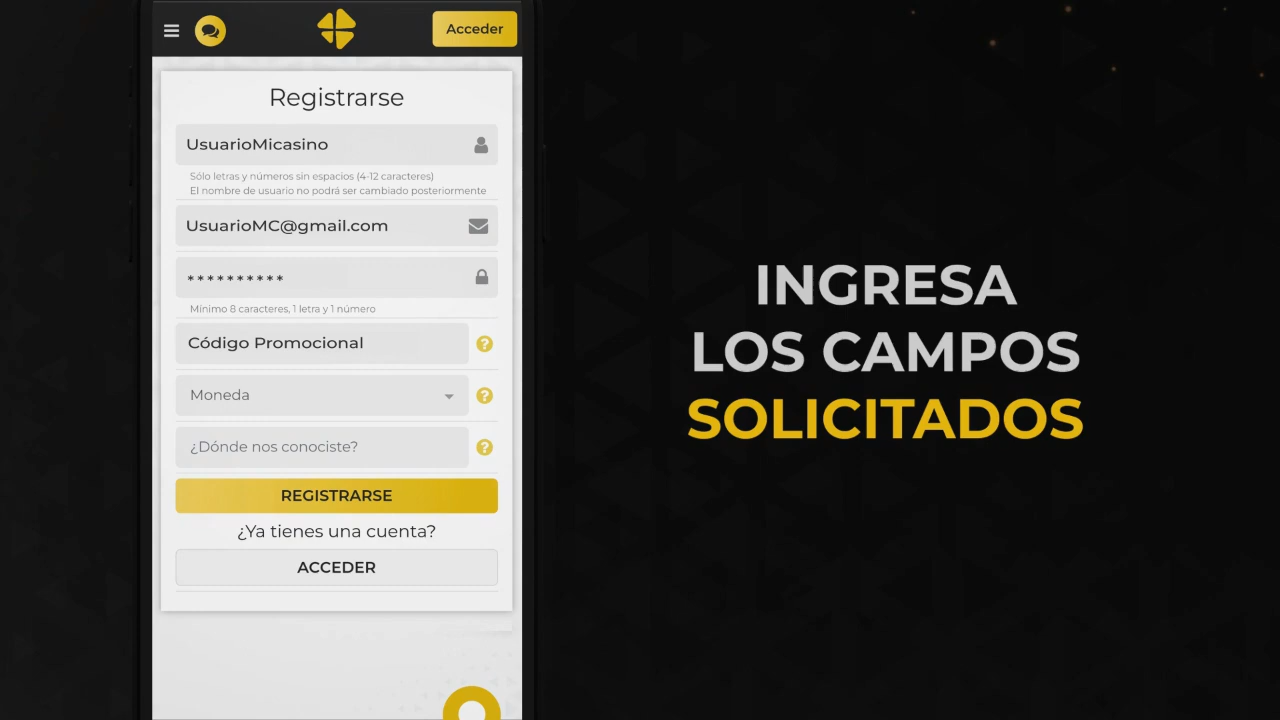 Acceder
Registrarse
UsuarioMicasino
Sólo letras y números sin espacios (4-12 caracteres)
El nombre de usuario no podrá ser cambiado posteriormente
UsuarioMC@gmail.com
**********
Mínimo 8 caracteres, 1 letra y 1 número
Código Promocional
?
Moneda
?
¿Dónde nos conociste?
?
REGISTRARSE
¿Ya tienes una cuenta?
ACCEDER
INGRESA
LOS CAMPOS
SOLICITADOS